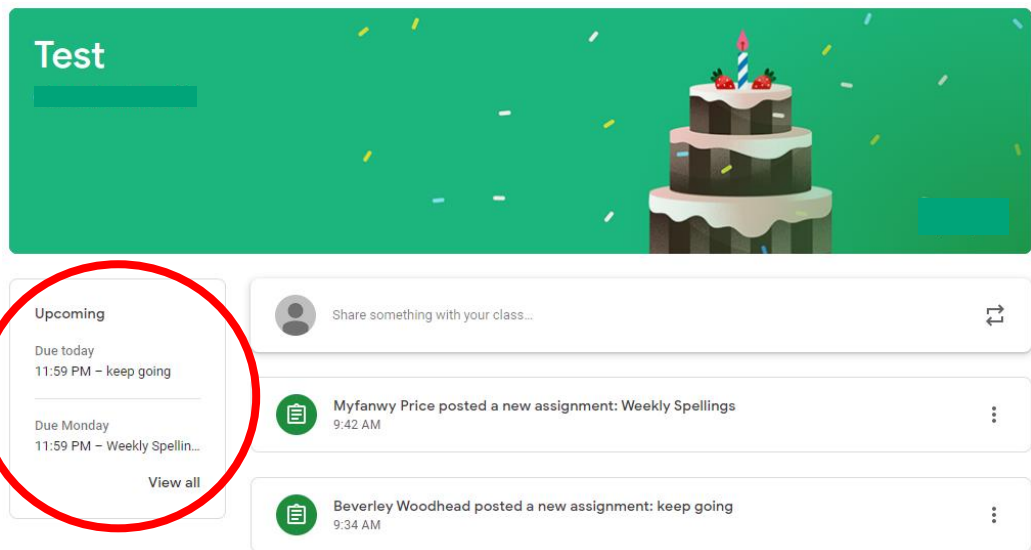 Test
Upcoming
Due today
11:59 PM – keep going
Due Monday
11:59 PM – Weekly Spellin...
View all
Share something with your class...
Myfanwy Price posted a new assignment: Weekly Spellings
9:42 AM
Beverley Woodhead posted a new assignment: keep going
9:34 AM